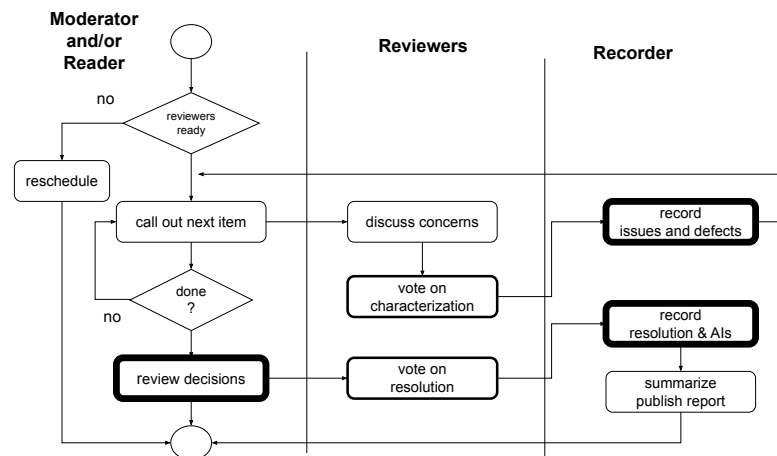 Moderator
and/or
Reader
Reviewers
Recorder
no
reviewers
ready
reschedule
call out next item
discuss concerns
record
issues and defects
vote on
characterization
done
?
no
record
resolution & AIs
review decisions
vote on
resolution
summarize
publish report